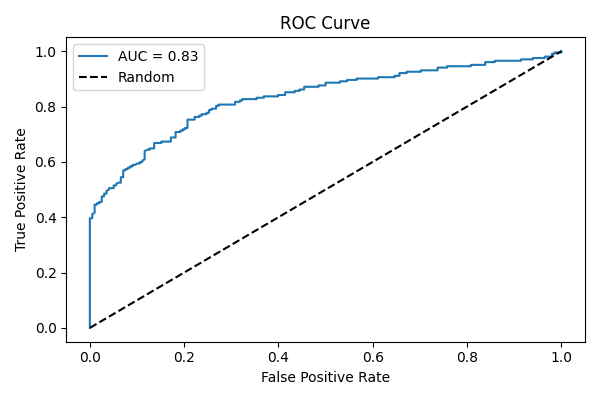 ROC Curve
AUC = 0.83
Random
True Positive Rate
1.0
0.8
0.6
0.4
0.2
0.0
0.0 0.2 0.4 0.6 0.8 1.0
False Positive Rate